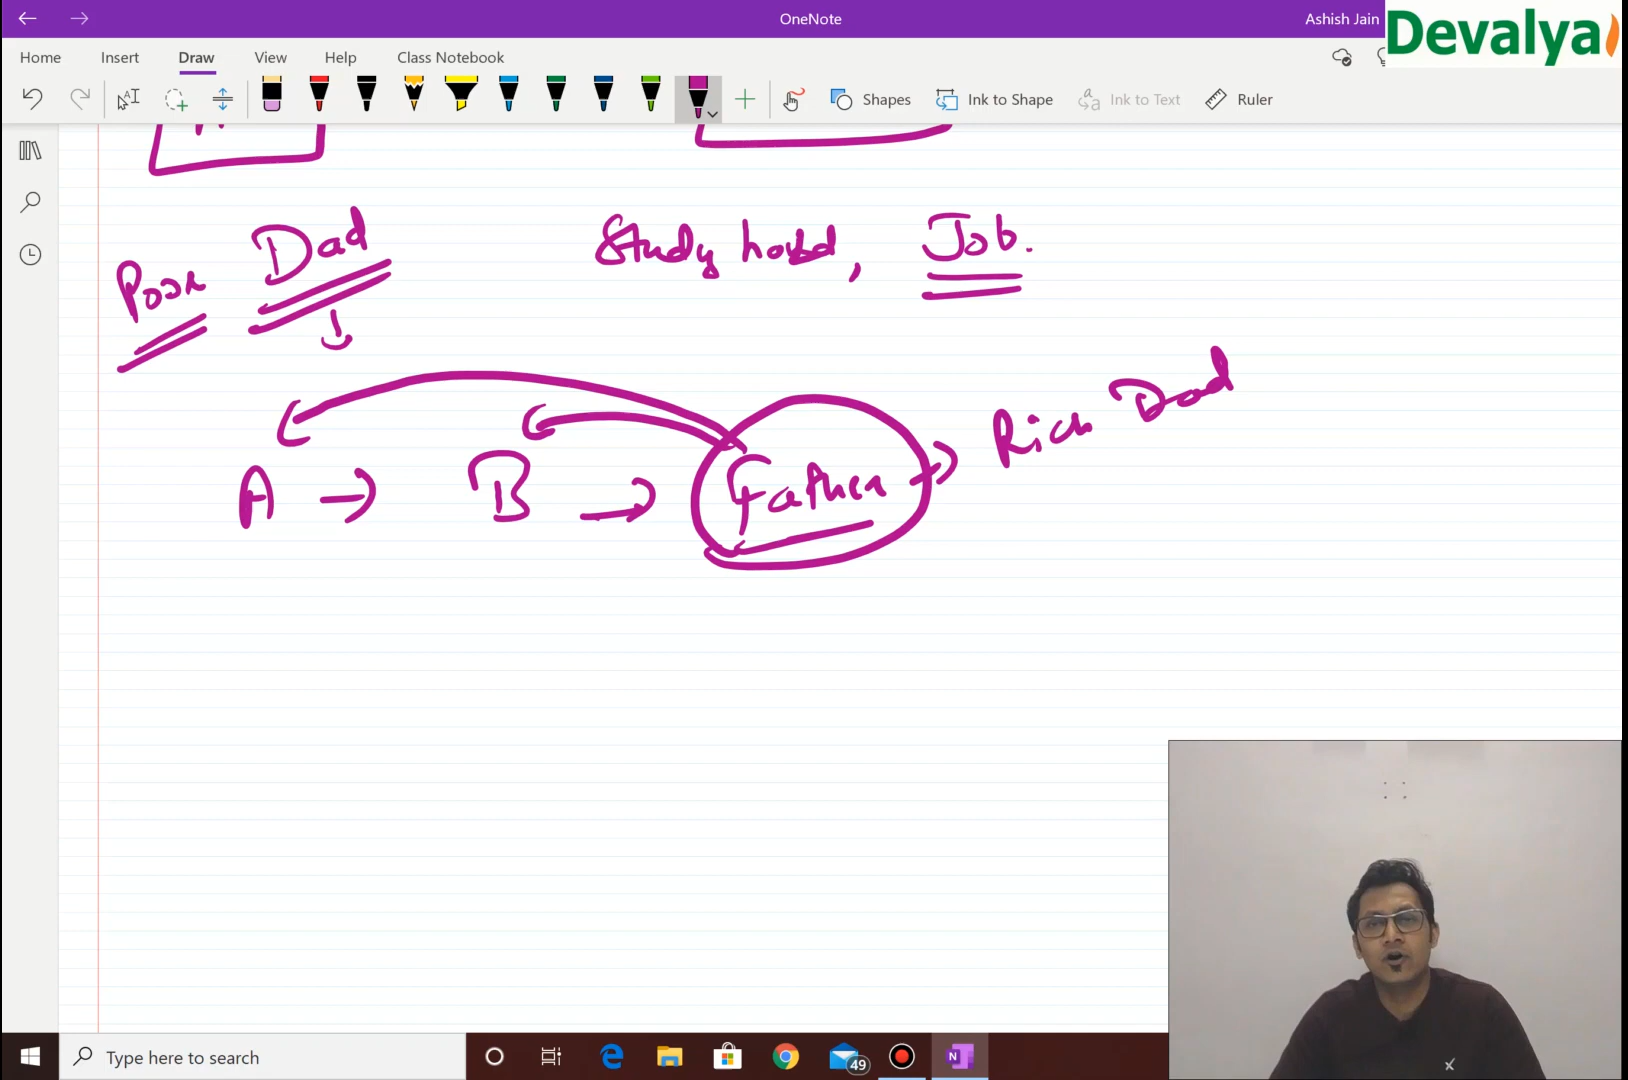 OneNote
Ashish Jain
Devalya
Home Insert Draw View Help Class Notebook
Shapes Ink to Shape Ink to Text Ruler
Poor Dad
Study hard, Job.
A → B → Father → Rich Dad
Type here to search
49